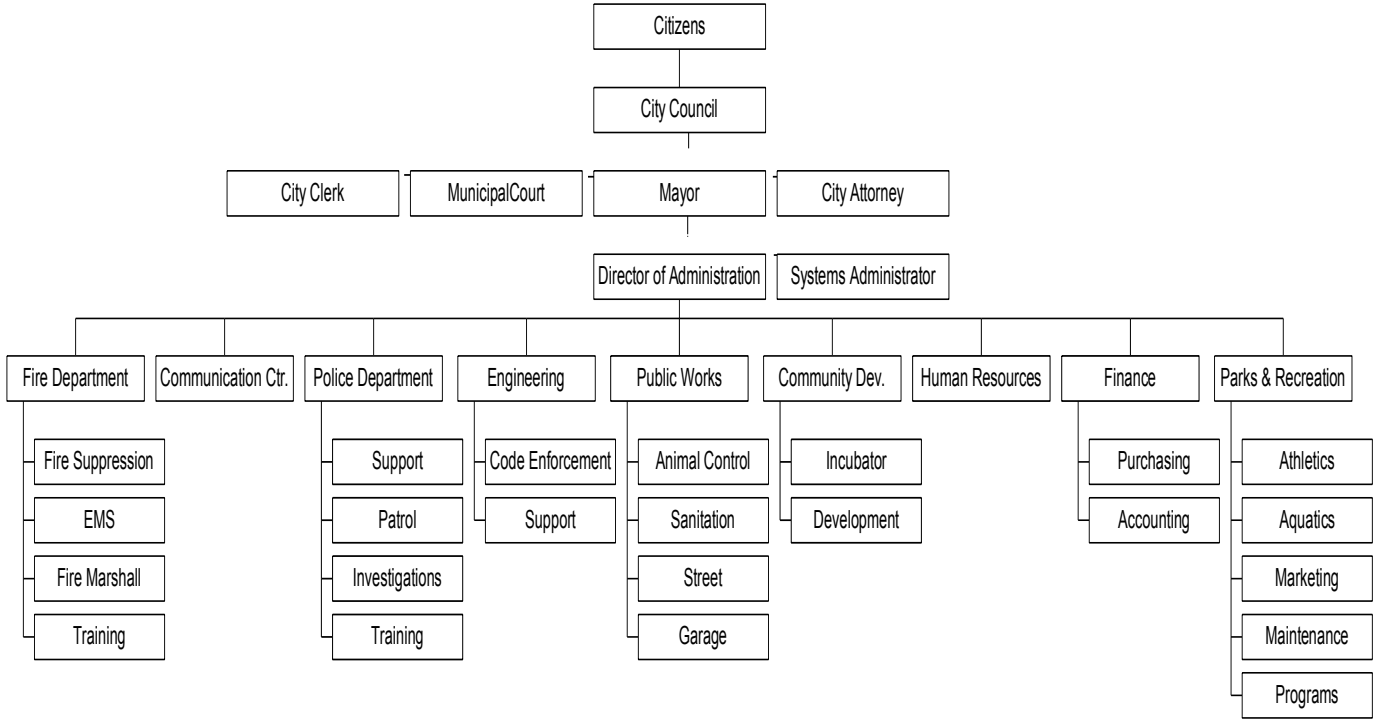 Citizens
City Council
City Clerk
MunicipalCourt
Mayor
City Attorney
Director of Administration
Systems Administrator
Fire Department
Communication Ctr.
Police Department
Engineering
Public Works
Community Dev.
Human Resources
Finance
Parks & Recreation
Fire Suppression
EMS
Fire Marshall
Training
Support
Patrol
Investigations
Training
Code Enforcement
Support
Animal Control
Sanitation
Street
Garage
Incubator
Development
Purchasing
Accounting
Athletics
Aquatics
Marketing
Maintenance
Programs